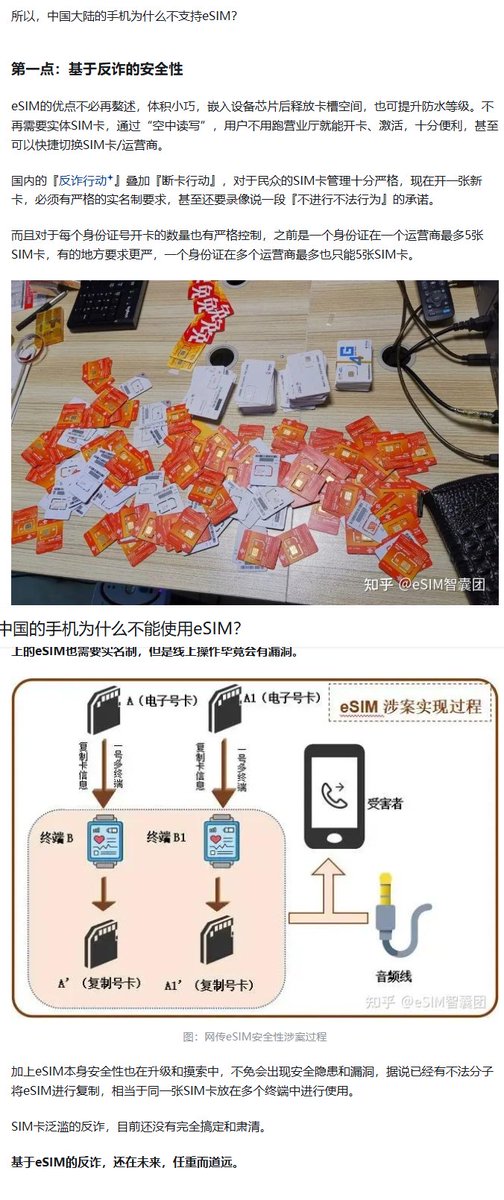 所以，中国大陆的手机为什么不支持eSIM？
第一点：基于反诈的安全性
eSIM的优点不必再赘述，体积小巧，嵌入设备芯片后释放卡槽空间，也可提升防水等级。不
再需要实体SIM卡，通过“空中读写”，用户不用跑营业厅就能开卡、激活，十分便利，甚至
可以快捷切换SIM卡/运营商。
国内的『反诈行动』叠加『断卡行动』，对于民众的SIM卡管理十分严格，现在开一张新
卡，必须有严格的实名制要求，甚至还要录像说一段『不进行不法行为』的承诺。
而且对于每个身份证号开卡的数量也有严格控制，之前是一个身份证在一个运营商最多5张
SIM卡，有的地方要求更严，一个身份证在多个运营商最多也只能5张SIM卡。
4G
知乎 @eSIM智囊团
中国的手机为什么不能使用eSIM？
上的eSIM也需要实名制，但是线上操作毕竟会有漏洞。
eSIM 涉案实现过程
A（电子号卡）
A1（电子号卡）
复制卡信息
一号多终端
复制卡信息
一号多终端
终端 B
终端 B1
受害者
A’（复制号卡）
A1’（复制号卡）
音频线
知乎 @eSIM智囊团
图：网传eSIM安全性涉案过程
加上eSIM本身安全性也在升级和摸索中，不免会出现安全隐患和漏洞，据说已经有不法分子
将eSIM进行复制，相当于同一张SIM卡放在多个终端中进行使用。
SIM卡泛滥的反诈，目前还没有完全搞定和肃清。
基于eSIM的反诈，还在未来，任重而道远。